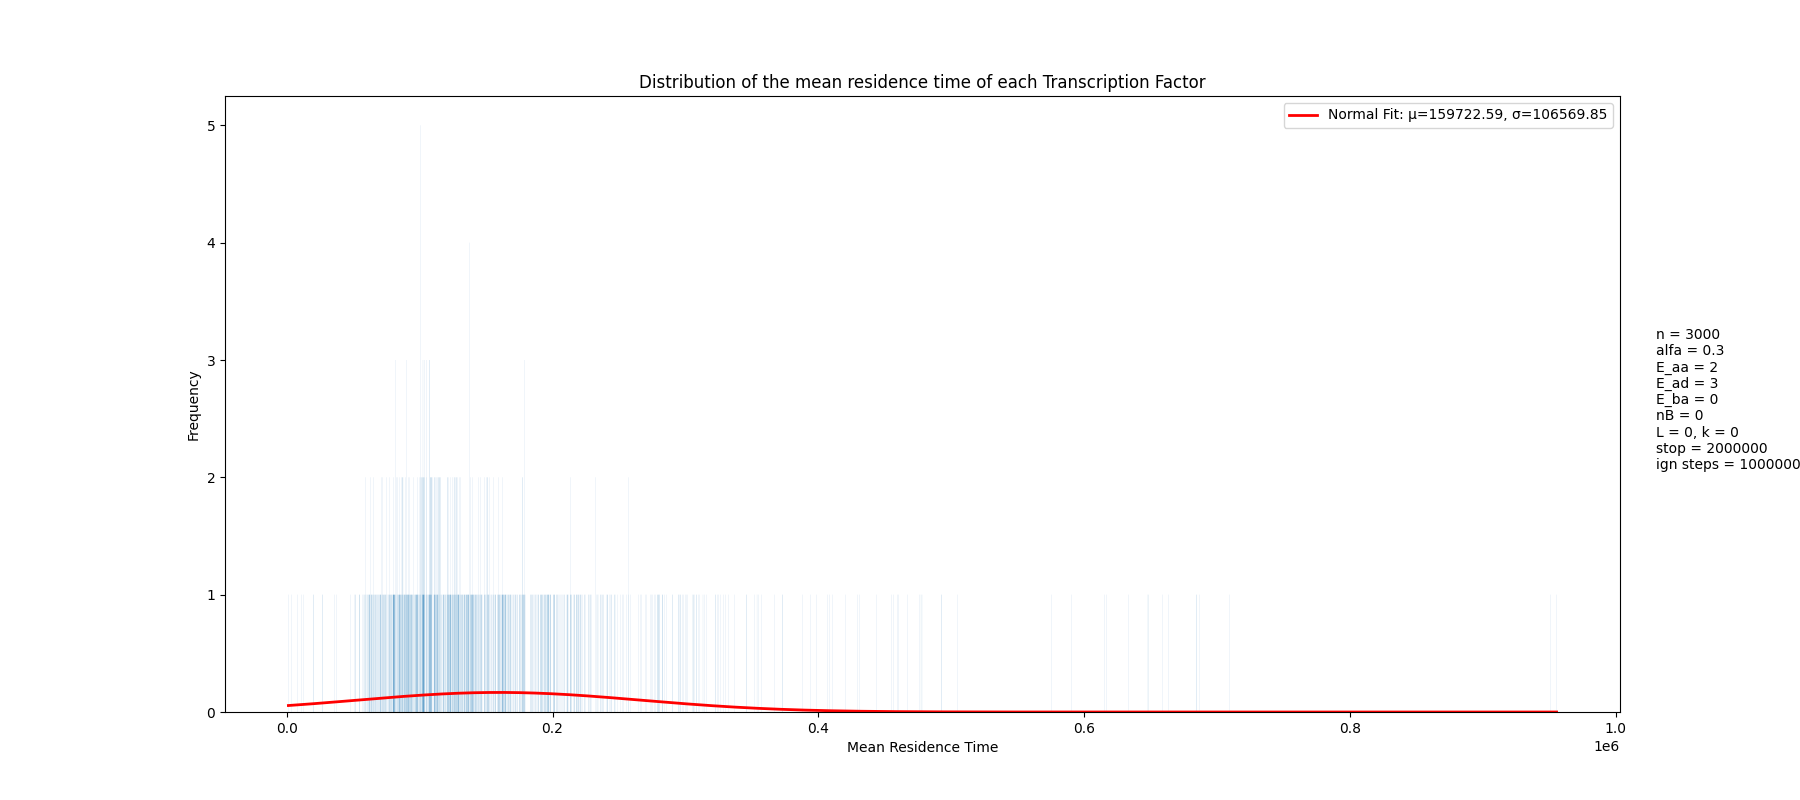 Distribution of the mean residence time of each Transcription Factor
Normal Fit: μ=159722.59, σ=106569.85
5
4
3
2
1
0
Frequency
0.0
0.2
0.4
0.6
0.8
1.0
1e6
Mean Residence Time
n = 3000
alfa = 0.3
E_aa = 2
E_ad = 3
E_ba = 0
nB = 0
L = 0, k = 0
stop = 2000000
ign steps = 1000000